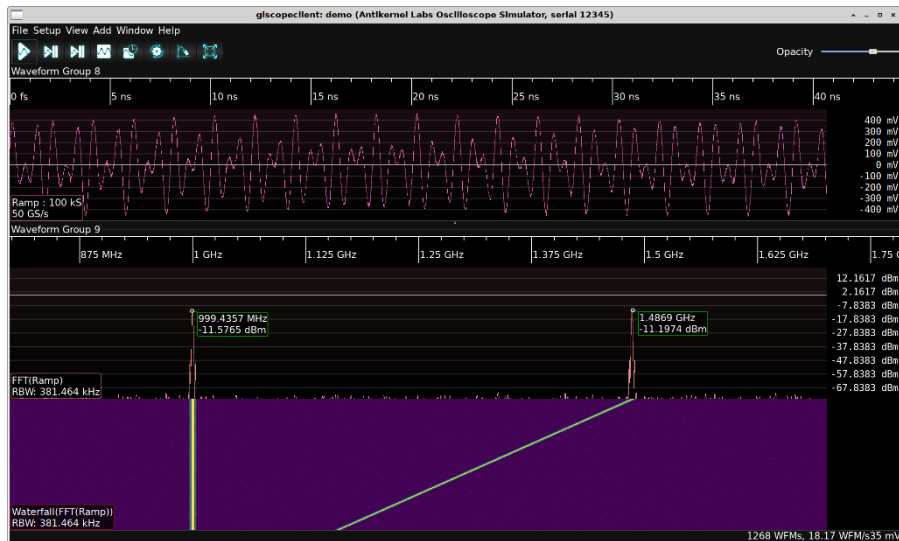 glscopeclient: demo (Antikernel Labs Oscilloscope Simulator, serial 12345)
File Setup View Add Window Help
Opacity
Waveform Group 8
0 fs 5 ns 10 ns 15 ns 20 ns 25 ns 30 ns 35 ns 40 ns
400 mV
300 mV
200 mV
100 mV
0 mV
-100 mV
-200 mV
-300 mV
-400 mV
Ramp : 100 kS
50 GS/s
Waveform Group 9
875 MHz 1 GHz 1.125 GHz 1.25 GHz 1.375 GHz 1.5 GHz 1.625 GHz 1.75 G
12.1617 dBm
2.1617 dBm
-7.8383 dBm
-17.8383 dBm
-27.8383 dBm
-37.8383 dBm
-47.8383 dBm
-57.8383 dBm
-67.8383 dBm
999.4357 MHz
-11.5765 dBm
1.4869 GHz
-11.1974 dBm
FFT(Ramp)
RBW: 381.464 kHz
Waterfall(FFT(Ramp))
RBW: 381.464 kHz
1268 WFMs, 18.17 WFM/s35 mV